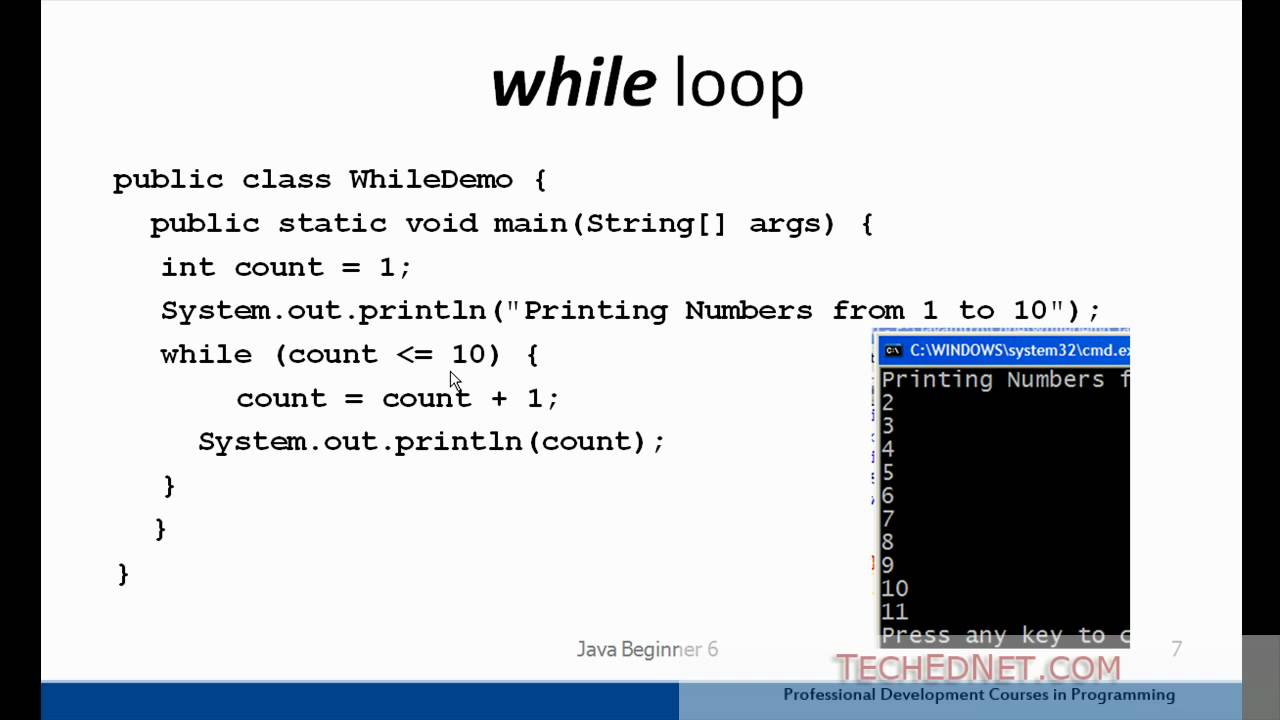 while loop
public class WhileDemo {
public static void main(String[] args) {
int count = 1;
System.out.println("Printing Numbers from 1 to 10");
while (count <= 10) {
count = count + 1;
System.out.println(count);
}
}
}
C:\WINDOWS\system32\cmd.ex
Printing Numbers f
2
3
4
5
6
7
8
9
10
11
Press any key to c
Java Beginner 6
7
TECHEDNET.COM
Professional Development Courses in Programming